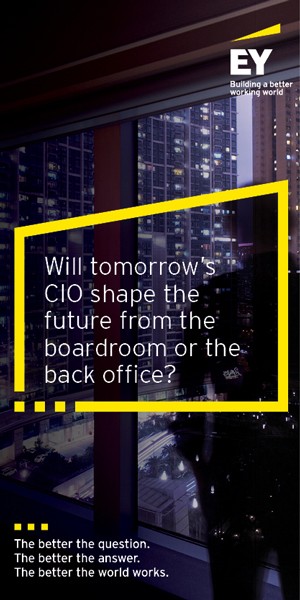 EY
Building a better
working world
Will tomorrow's
CIO shape the
future from the
boardroom or the
back office?
The better the question.
The better the answer.
The better the world works.